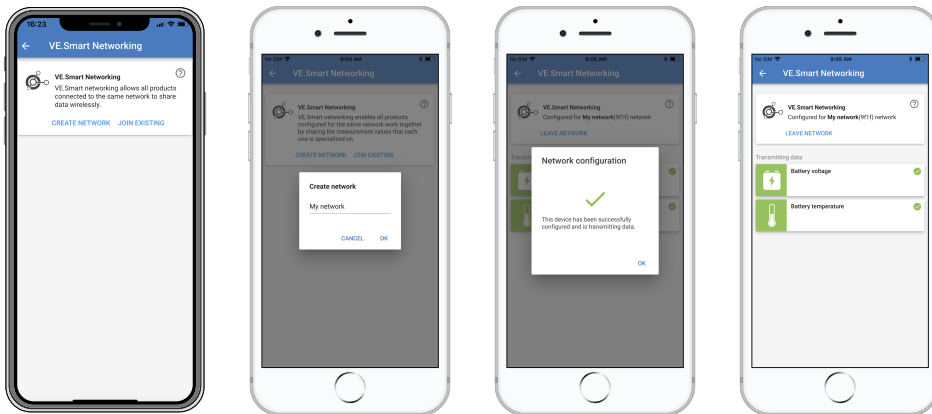 16:23
VE.Smart Networking
VE.Smart Networking
VE.Smart networking allows all products
connected to the same network to share
data wirelessly.
CREATE NETWORK JOIN EXISTING
No SIM 9:04 AM
VE.Smart Networking
VE.Smart Networking
VE.Smart Networking enables all products
configured for the same network work together
by sharing the measurement values that each
one is specialized on.
CREATE NETWORK JOIN EXISTING
Create network
My network
CANCEL OK
No SIM 9:05 AM
VE.Smart Networking
VE.Smart Networking
Configured for My network(9f1f) network
LEAVE NETWORK
Network configuration
This device has been successfully
configured and is transmitting data.
OK
No SIM 9:05 AM
VE.Smart Networking
VE.Smart Networking
Configured for My network(9f1f) network
LEAVE NETWORK
Transmitting data
Battery voltage
Battery temperature